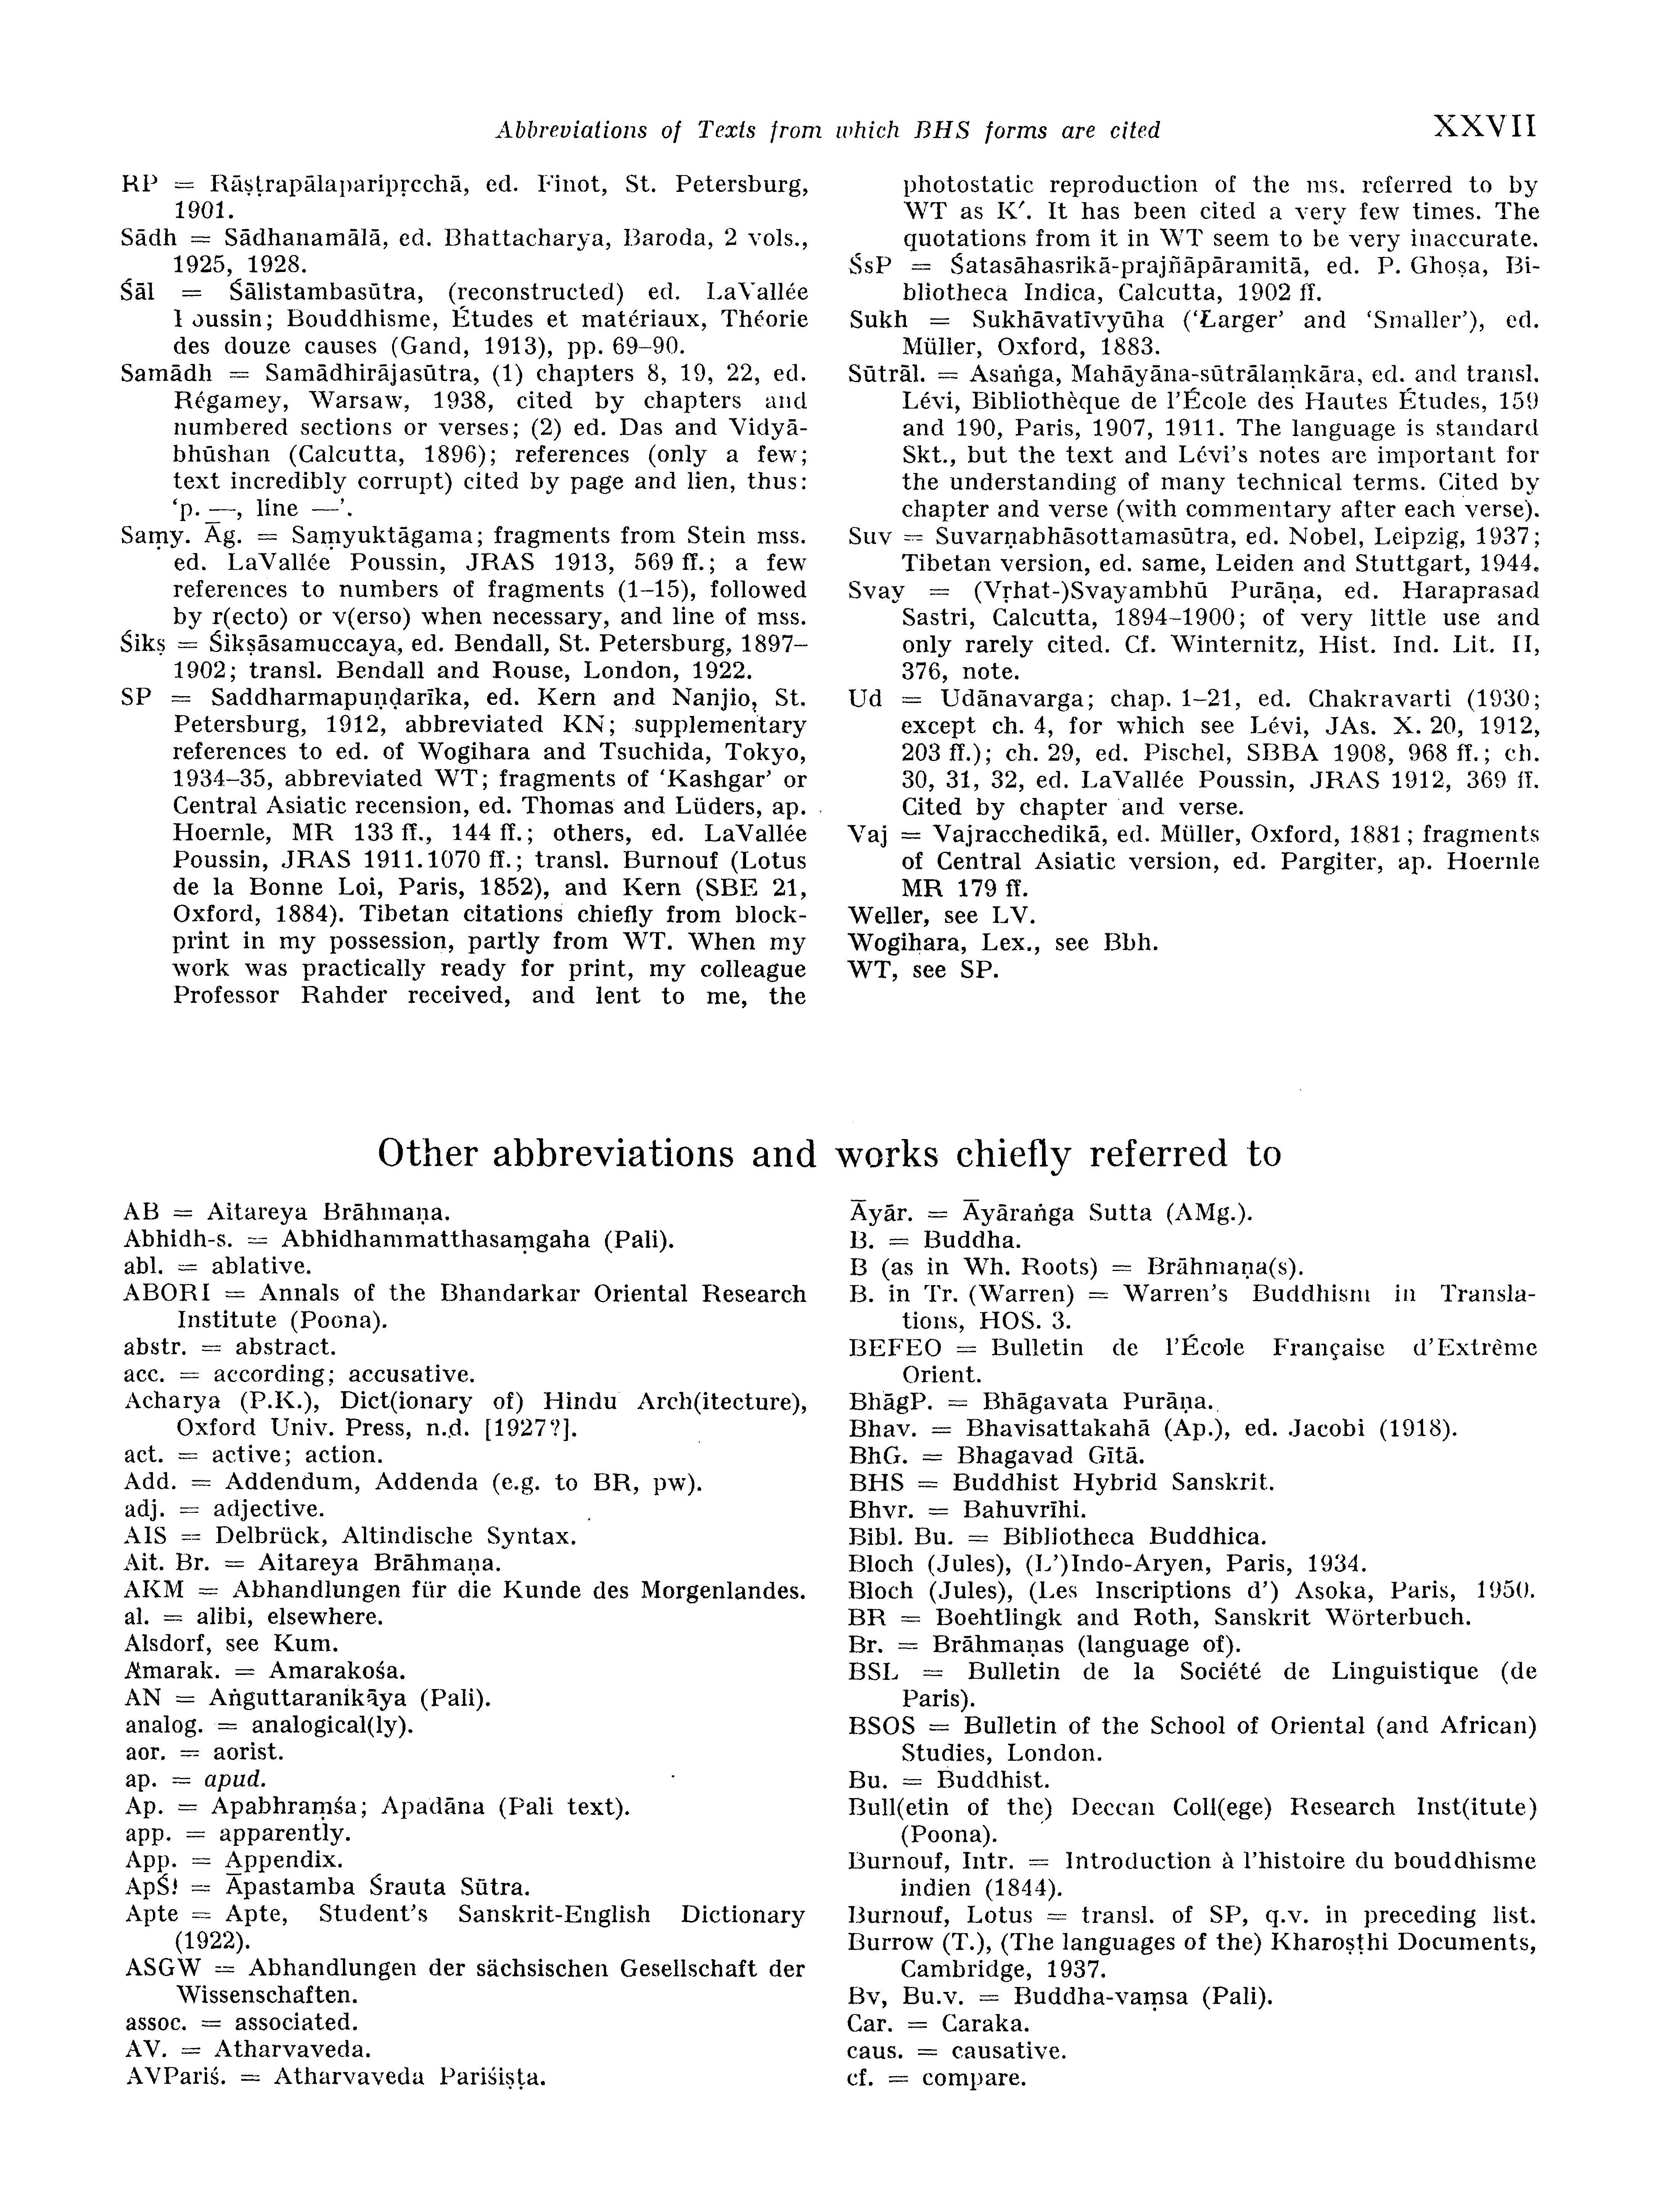 Abbreviations of Texts from which BHS forms are cited XXVII
RP = Rāṣṭrapālaparipṛcchā, ed. Finot, St. Petersburg,
1901.
Sādh = Sādhanamālā, ed. Bhattacharya, Baroda, 2 vols.,
1925, 1928.
Śāl = Śālistambasūtra, (reconstructed) ed. LaVallée
Poussin; Bouddhisme, Études et matériaux, Théorie
des douze causes (Gand, 1913), pp. 69–90.
Samādh = Samādhirājasūtra, (1) chapters 8, 19, 22, ed.
Régamey, Warsaw, 1938, cited by chapters and
numbered sections or verses; (2) ed. Das and Vidyā-
bhūshan (Calcutta, 1896); references (only a few;
text incredibly corrupt) cited by page and lien, thus:
‘p. —, line —’.
Saṃy. Āg. = Saṃyuktāgama; fragments from Stein mss.
ed. LaVallée Poussin, JRAS 1913, 569 ff.; a few
references to numbers of fragments (1–15), followed
by r(ecto) or v(erso) when necessary, and line of mss.
Śikṣ = Śikṣāsamuccaya, ed. Bendall, St. Petersburg, 1897–
1902; transl. Bendall and Rouse, London, 1922.
SP = Saddharmapuṇḍarīka, ed. Kern and Nanjio, St.
Petersburg, 1912, abbreviated KN; supplementary
references to ed. of Wogihara and Tsuchida, Tokyo,
1934–35, abbreviated WT; fragments of ‘Kashgar’ or
Central Asiatic recension, ed. Thomas and Lüders, ap.
Hoernle, MR 133 ff., 144 ff.; others, ed. LaVallée
Poussin, JRAS 1911.1070 ff.; transl. Burnouf (Lotus
de la Bonne Loi, Paris, 1852), and Kern (SBE 21,
Oxford, 1884). Tibetan citations chiefly from block-
print in my possession, partly from WT. When my
work was practically ready for print, my colleague
Professor Rahder received, and lent to me, the
photostatic reproduction of the ms. referred to by
WT as K′. It has been cited a very few times. The
quotations from it in WT seem to be very inaccurate.
ŚsP = Śatasāhasrikā-prajñāpāramitā, ed. P. Ghoṣa, Bi-
bliotheca Indica, Calcutta, 1902 ff.
Sukh = Sukhāvatīvyūha (‘Larger’ and ‘Smaller’), ed.
Müller, Oxford, 1883.
Sūtrāl. = Asaṅga, Mahāyāna-sūtrālaṃkāra, ed. and transl.
Lévi, Bibliothèque de l’École des Hautes Études, 159
and 190, Paris, 1907, 1911. The language is standard
Skt., but the text and Lévi’s notes are important for
the understanding of many technical terms. Cited by
chapter and verse (with commentary after each verse).
Suv = Suvarṇabhāsottamasūtra, ed. Nobel, Leipzig, 1937;
Tibetan version, ed. same, Leiden and Stuttgart, 1944.
Svay = (Vṛhat-)Svayambhū Purāṇa, ed. Haraprasad
Sastri, Calcutta, 1894–1900; of very little use and
only rarely cited. Cf. Winternitz, Hist. Ind. Lit. II,
376, note.
Ud = Udānavarga; chap. 1–21, ed. Chakravarti (1930;
except ch. 4, for which see Lévi, JAs. X. 20, 1912,
203 ff.); ch. 29, ed. Pischel, SBBA 1908, 968 ff.; ch.
30, 31, 32, ed. LaVallée Poussin, JRAS 1912, 369 ff.
Cited by chapter and verse.
Vaj = Vajracchedikā, ed. Müller, Oxford, 1881; fragments
of Central Asiatic version, ed. Pargiter, ap. Hoernle
MR 179 ff.
Weller, see LV.
Wogihara, Lex., see Bbh.
WT, see SP.
Other abbreviations and works chiefly referred to
AB = Aitareya Brāhmaṇa.
Abhidh-s. = Abhidhammatthasaṃgaha (Pali).
abl. = ablative.
ABORI = Annals of the Bhandarkar Oriental Research
Institute (Poona).
abstr. = abstract.
acc. = according; accusative.
Acharya (P.K.), Dict(ionary of) Hindu Arch(itecture),
Oxford Univ. Press, n.d. [1927?].
act. = active; action.
Add. = Addendum, Addenda (e.g. to BR, pw).
adj. = adjective.
AIS = Delbrück, Altindische Syntax.
Ait. Br. = Aitareya Brāhmaṇa.
AKM = Abhandlungen für die Kunde des Morgenlandes.
al. = alibi, elsewhere.
Alsdorf, see Kum.
Amarak. = Amarakośa.
AN = Aṅguttaranikāya (Pali).
analog. = analogical(ly).
aor. = aorist.
ap. = apud.
Ap. = Apabhraṃśa; Apadāna (Pali text).
app. = apparently.
App. = Appendix.
ApŚ! = Āpastamba Śrauta Sūtra.
Apte = Apte, Student’s Sanskrit-English Dictionary
(1922).
ASGW = Abhandlungen der sächsischen Gesellschaft der
Wissenschaften.
assoc. = associated.
AV. = Atharvaveda.
AVPariś. = Atharvaveda Pariśiṣṭa.
Āyār. = Āyāraṅga Sutta (AMg.).
B. = Buddha.
B (as in Wh. Roots) = Brāhmaṇa(s).
B. in Tr. (Warren) = Warren’s Buddhism in Transla-
tions, HOS. 3.
BEFEO = Bulletin de l’École Française d’Extrême
Orient.
BhāgP. = Bhāgavata Purāṇa.
Bhav. = Bhavisattakahā (Ap.), ed. Jacobi (1918).
BhG. = Bhagavad Gītā.
BHS = Buddhist Hybrid Sanskrit.
Bhvr. = Bahuvrīhi.
Bibl. Bu. = Bibliotheca Buddhica.
Bloch (Jules), (L’)Indo-Aryen, Paris, 1934.
Bloch (Jules), (Les Inscriptions d’) Asoka, Paris, 1950.
BR = Boehtlingk and Roth, Sanskrit Wörterbuch.
Br. = Brāhmaṇas (language of).
BSL = Bulletin de la Société de Linguistique (de
Paris).
BSOS = Bulletin of the School of Oriental (and African)
Studies, London.
Bu. = Buddhist.
Bull(etin of the) Deccan Coll(ege) Research Inst(itute)
(Poona).
Burnouf, Intr. = Introduction à l’histoire du bouddhisme
indien (1844).
Burnouf, Lotus = transl. of SP, q.v. in preceding list.
Burrow (T.), (The languages of the) Kharoṣṭhi Documents,
Cambridge, 1937.
Bv, Bu.v. = Buddha-vaṃsa (Pali).
Car. = Caraka.
caus. = causative.
cf. = compare.